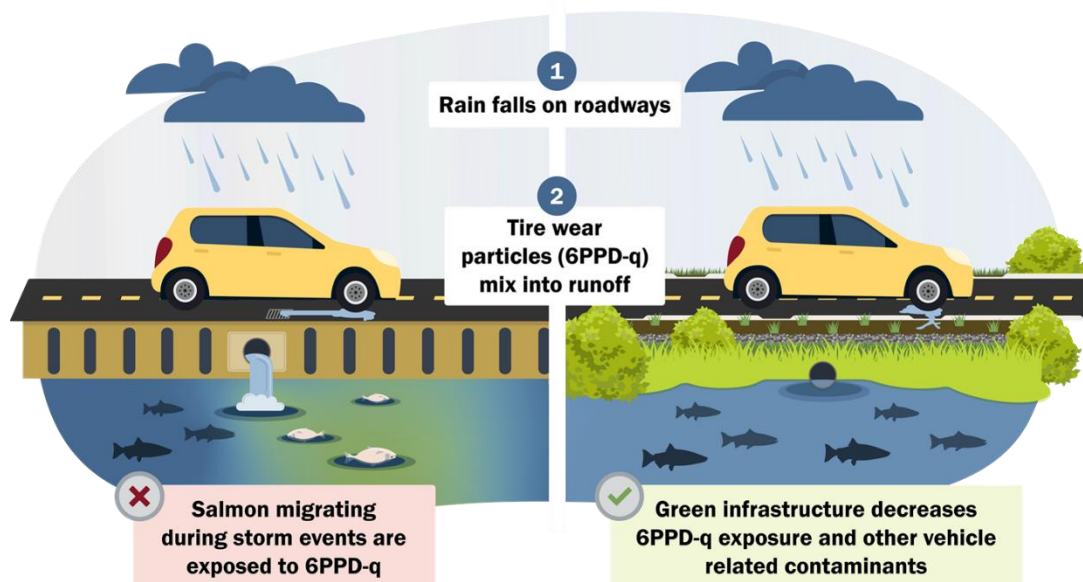 1
Rain falls on roadways
2
Tire wear
particles (6PPD-q)
mix into runoff
Salmon migrating
during storm events are
exposed to 6PPD-q
Green infrastructure decreases
6PPD-q exposure and other vehicle
related contaminants